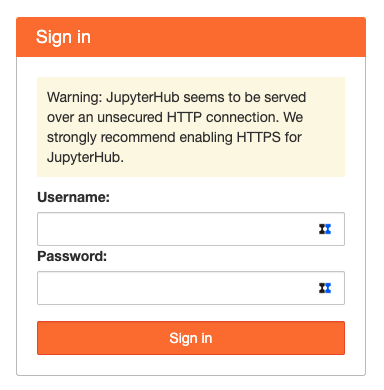 Sign in
Warning: JupyterHub seems to be served
over an unsecured HTTP connection. We
strongly recommend enabling HTTPS for
JupyterHub.
Username:
Password:
Sign in